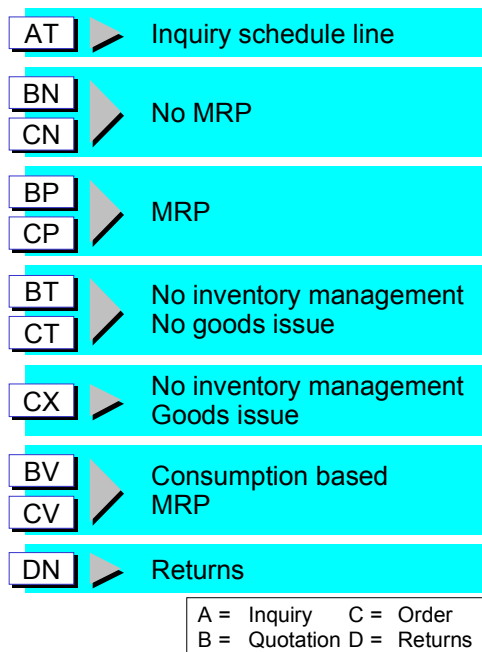 AT Inquiry schedule line
BN
No MRP
CN
BP
MRP
CP
BT No inventory management
CT No goods issue
CX No inventory management
Goods issue
BV Consumption based
CV MRP
DN Returns
A = Inquiry C = Order
B = Quotation D = Returns